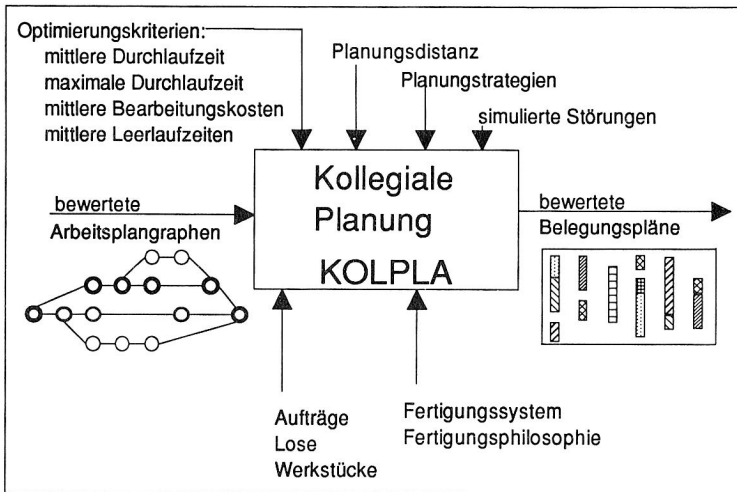 Optimierungskriterien:
mittlere Durchlaufzeit
maximale Durchlaufzeit
mittlere Bearbeitungskosten
mittlere Leerlaufzeiten
Planungsdistanz
Planungstrategien
simulierte Störungen
Kollegiale
Planung
KOLPLA
bewertete
Arbeitsplangraphen
bewertete
Belegungspläne
Aufträge
Lose
Werkstücke
Fertigungssystem
Fertigungsphilosophie